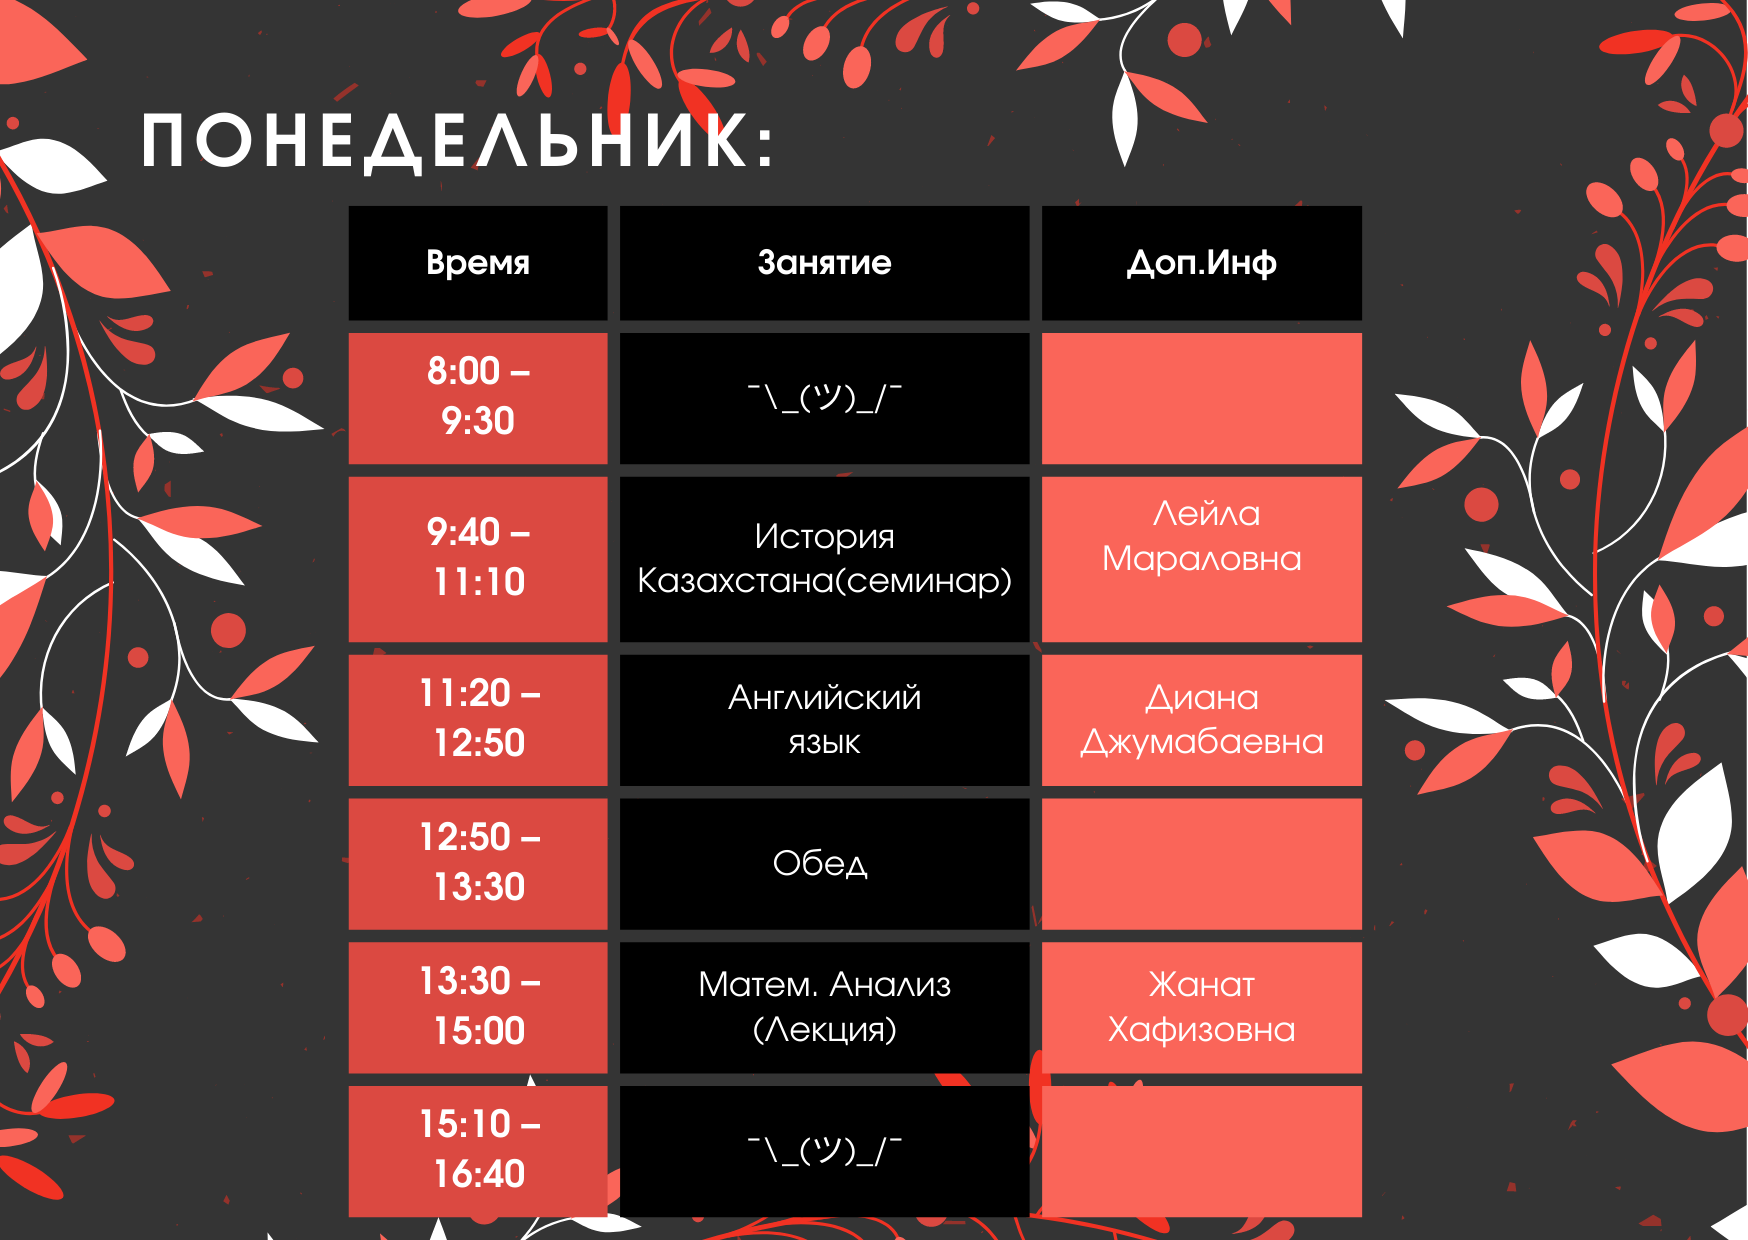 ПОНЕДЕЛЬНИК:
Время
Занятие
Доп.Инф
8:00 –
9:30
¯\_(ツ)_/¯
9:40 –
11:10
История
Казахстана(семинар)
Лейла
Мараловна
11:20 –
12:50
Английский
язык
Диана
Джумабаевна
12:50 –
13:30
Обед
13:30 –
15:00
Матем. Анализ
(Лекция)
Жанат
Хафизовна
15:10 –
16:40
¯\_(ツ)_/¯